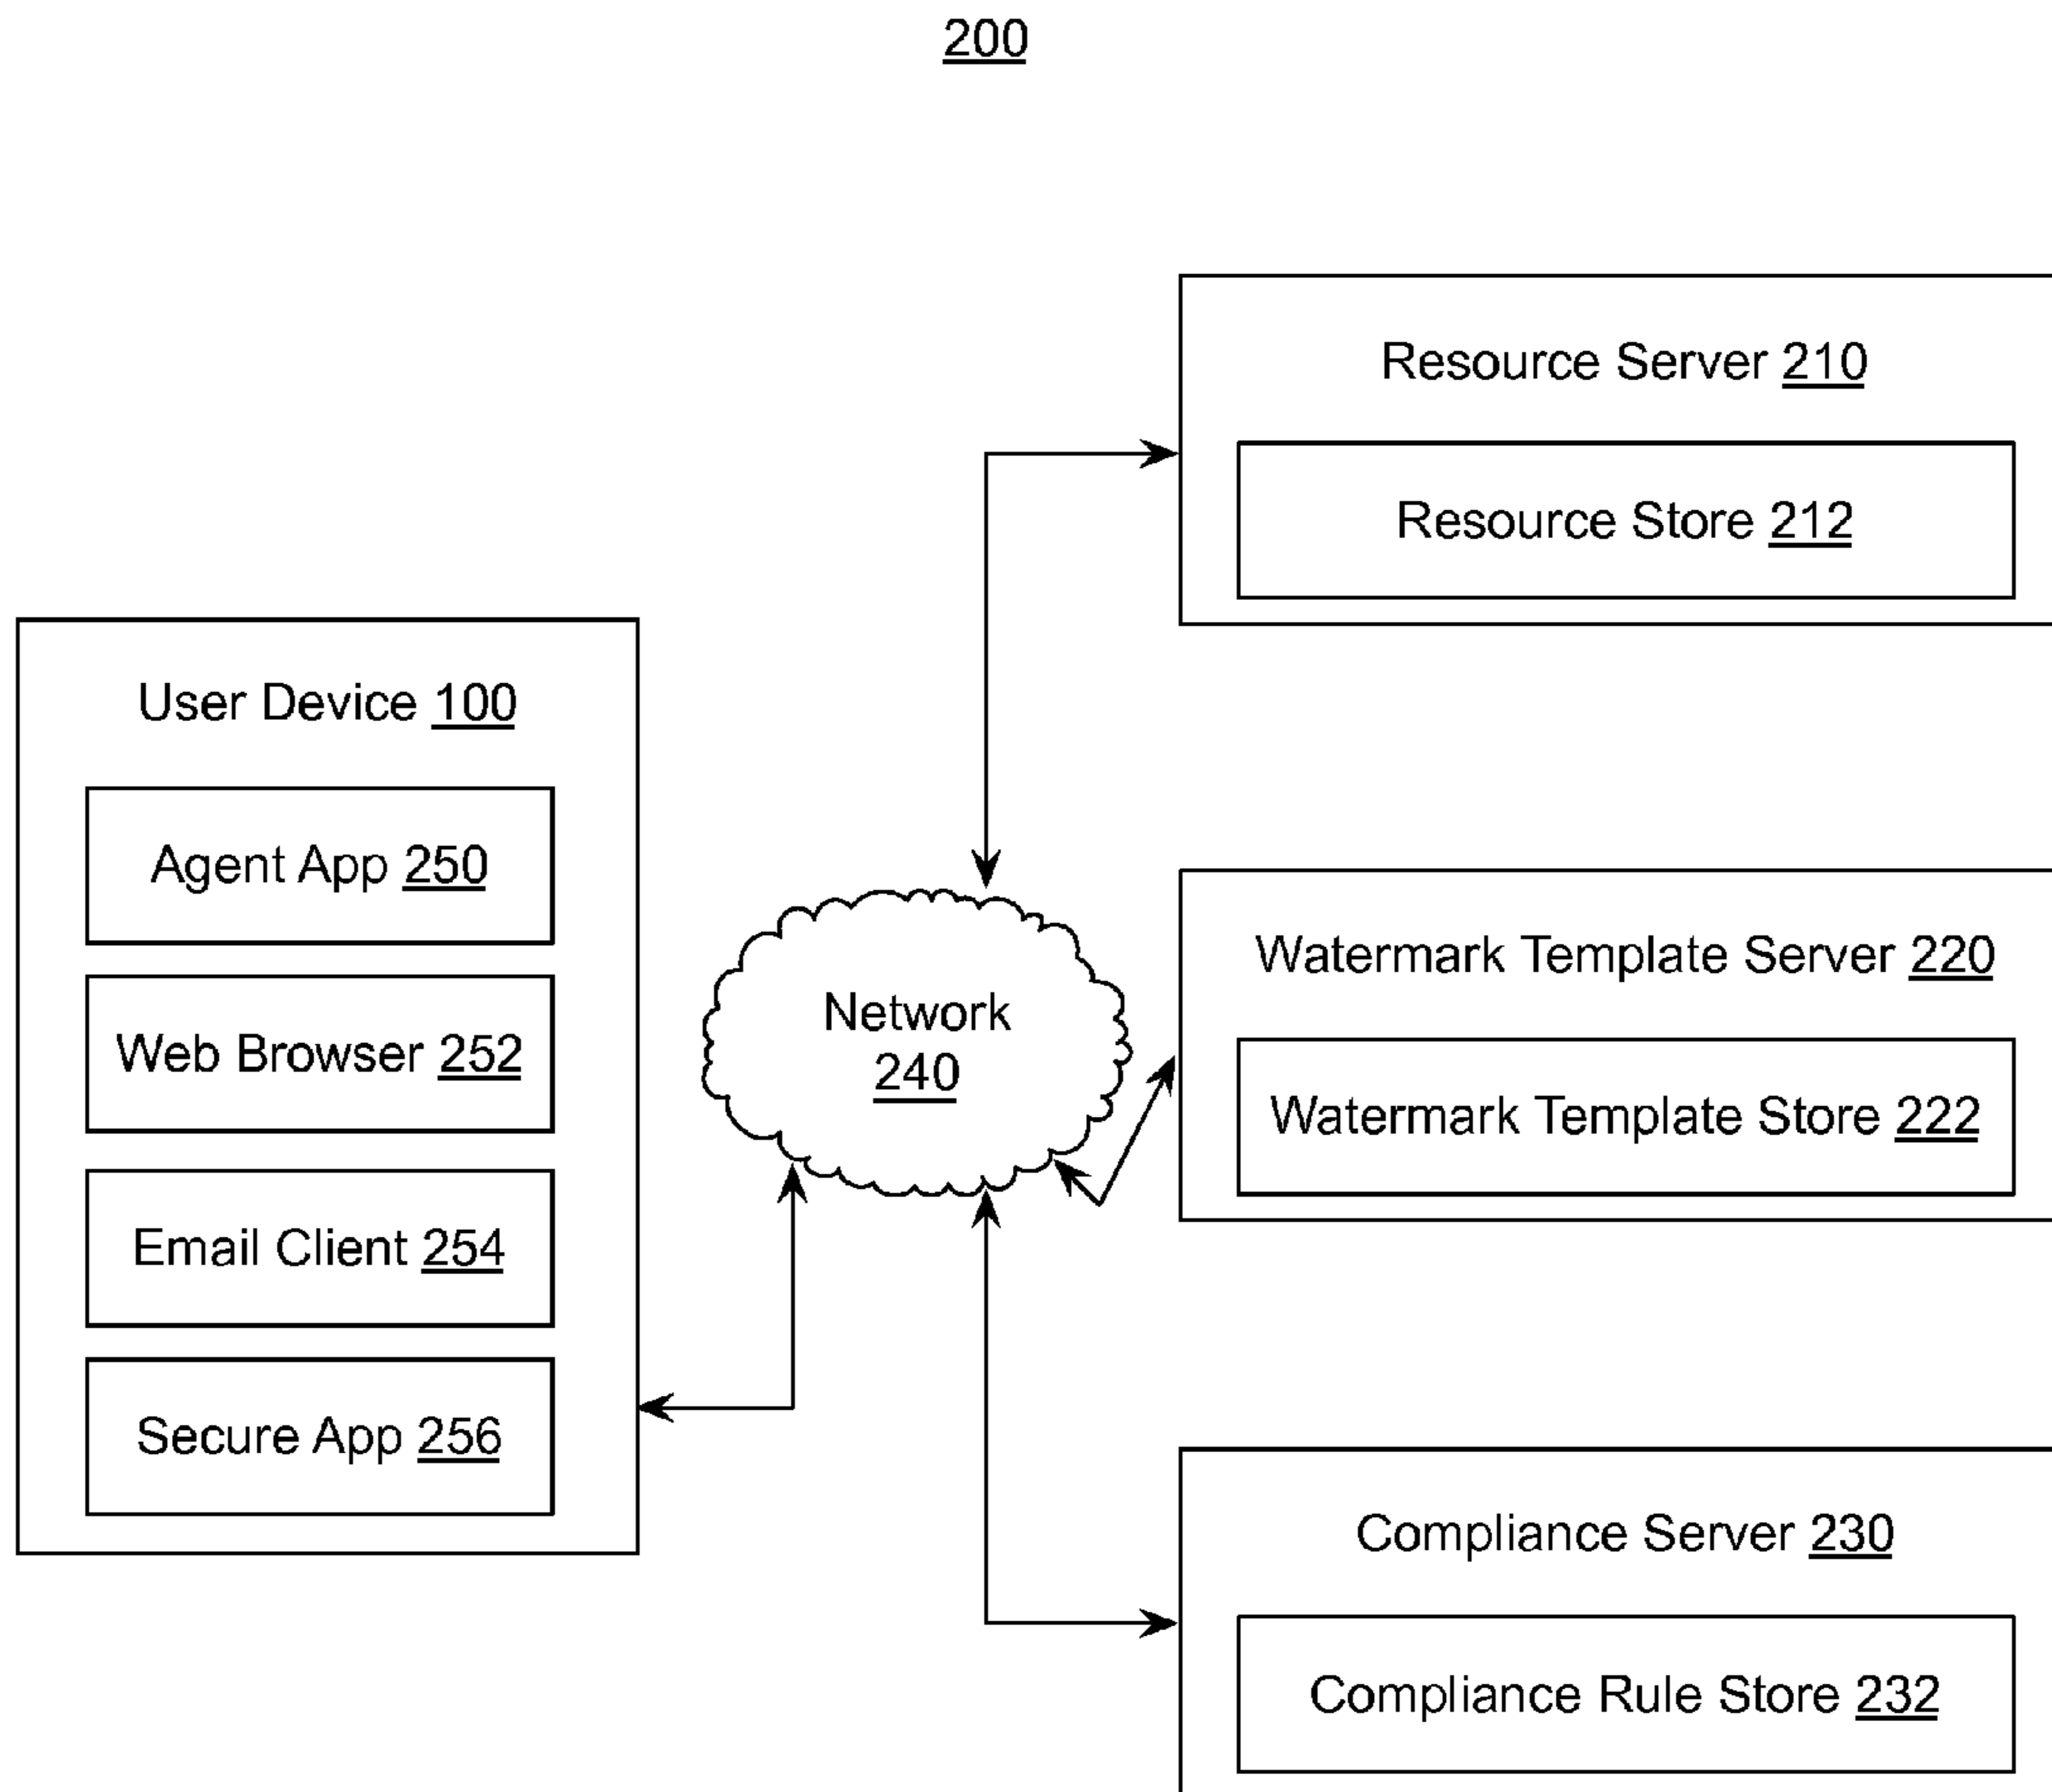 200
Resource Server 210
Resource Store 212
User Device 100
Agent App 250
Web Browser 252
Email Client 254
Secure App 256
Network
240
Watermark Template Server 220
Watermark Template Store 222
Compliance Server 230
Compliance Rule Store 232